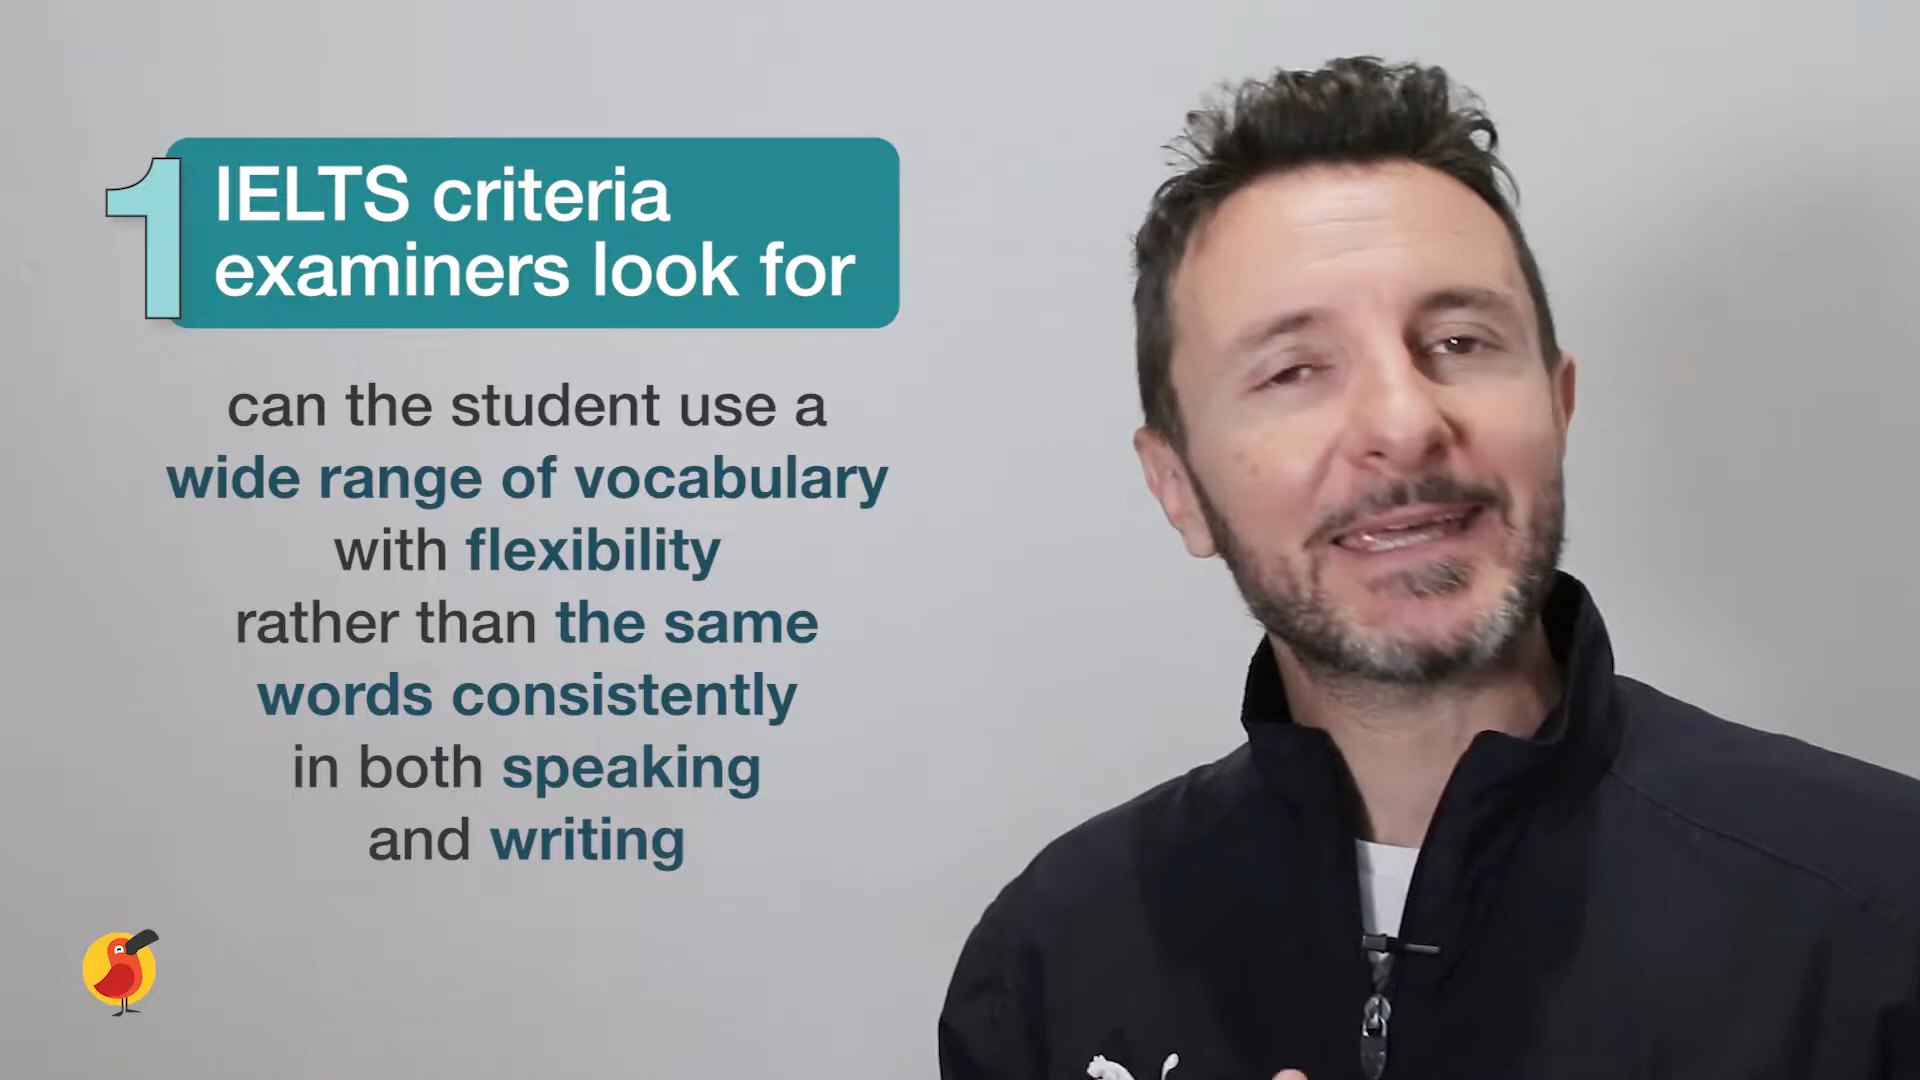 1
IELTS criteria
examiners look for
can the student use a
wide range of vocabulary
with flexibility
rather than the same
words consistently
in both speaking
and writing